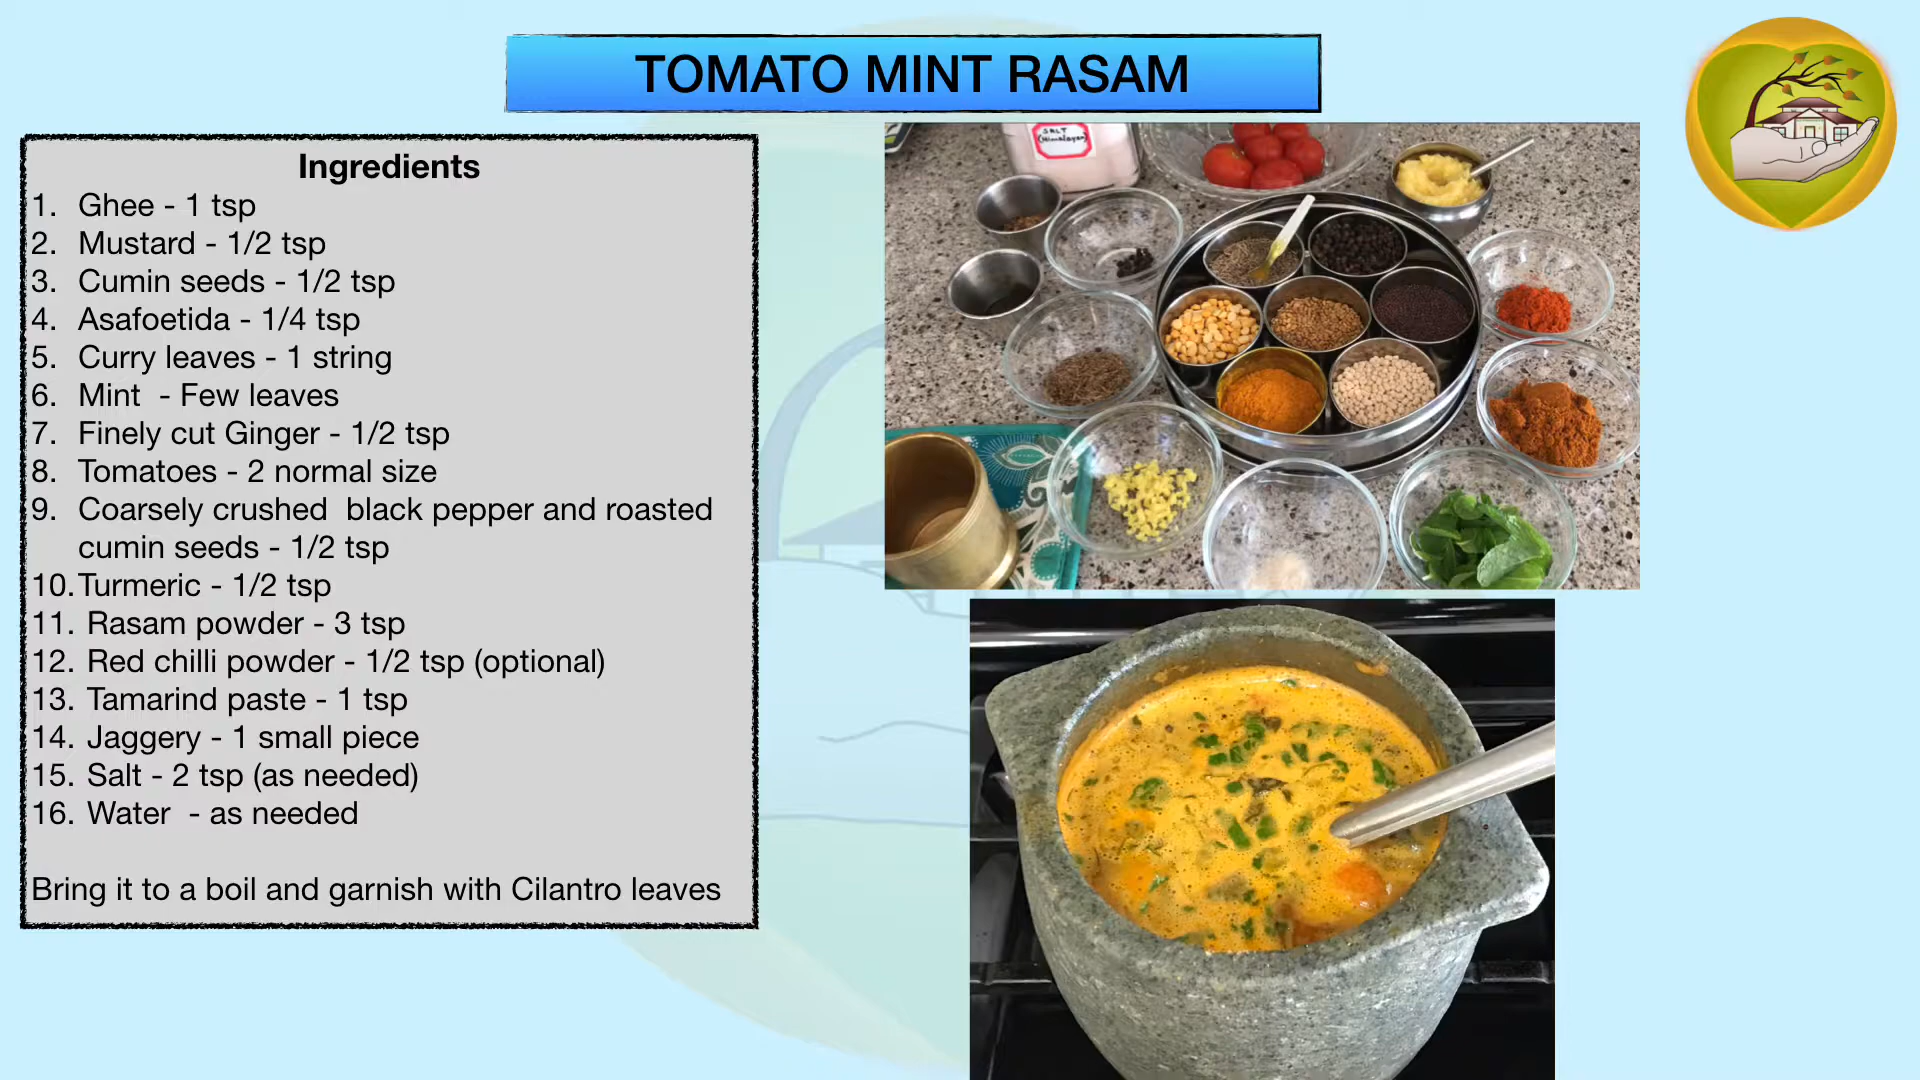 TOMATO MINT RASAM
Ingredients
1. Ghee - 1 tsp
2. Mustard - 1/2 tsp
3. Cumin seeds - 1/2 tsp
4. Asafoetida - 1/4 tsp
5. Curry leaves - 1 string
6. Mint - Few leaves
7. Finely cut Ginger - 1/2 tsp
8. Tomatoes - 2 normal size
9. Coarsely crushed black pepper and roasted
cumin seeds - 1/2 tsp
10. Turmeric - 1/2 tsp
11. Rasam powder - 3 tsp
12. Red chilli powder - 1/2 tsp (optional)
13. Tamarind paste - 1 tsp
14. Jaggery - 1 small piece
15. Salt - 2 tsp (as needed)
16. Water - as needed
Bring it to a boil and garnish with Cilantro leaves
SALT
(Himalayan)